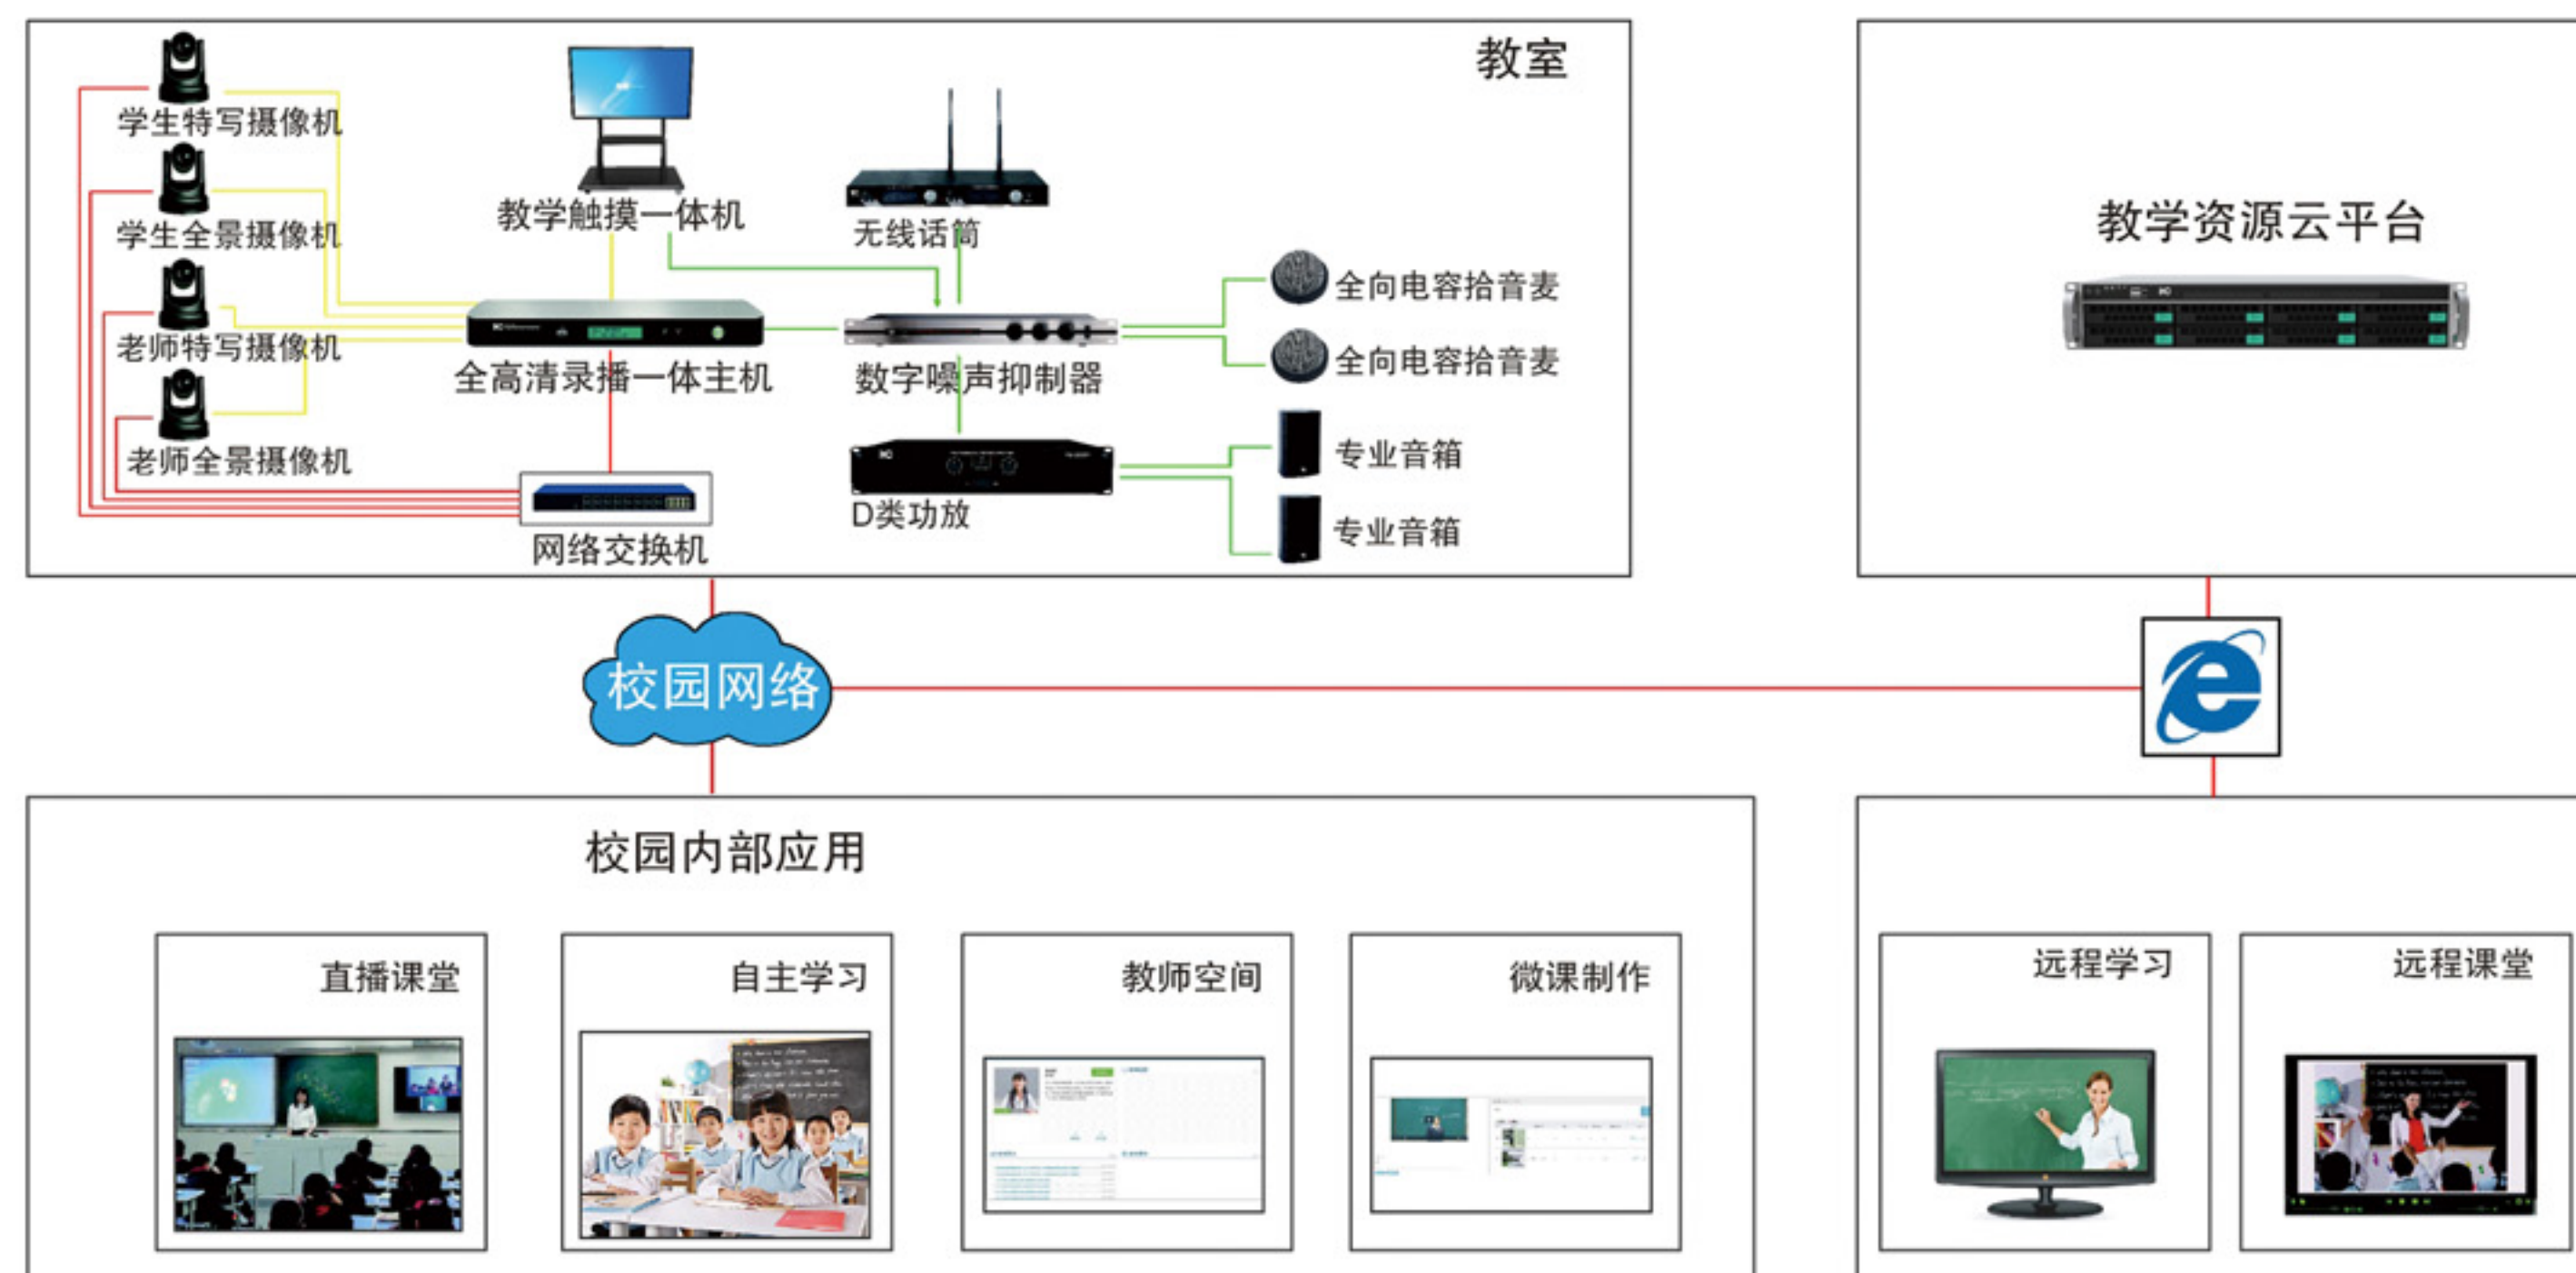 教室
学生特写摄像机
学生全景摄像机
老师特写摄像机
老师全景摄像机
教学触摸一体机
无线话筒
全高清录播一体主机
数字噪声抑制器
全向电容拾音麦
全向电容拾音麦
专业音箱
专业音箱
D类功放
网络交换机
教学资源云平台
校园网络
校园内部应用
直播课堂
自主学习
教师空间
微课制作
远程学习
远程课堂